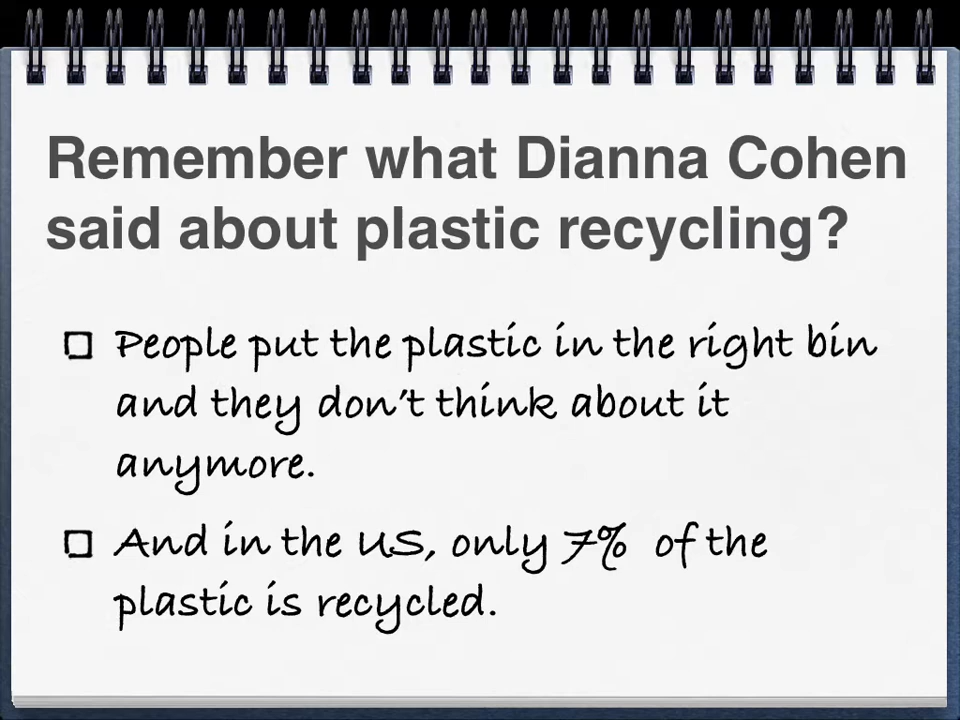 Remember what Dianna Cohen
said about plastic recycling?
People put the plastic in the right bin
and they don't think about it
anymore.
And in the US, only 7% of the
plastic is recycled.